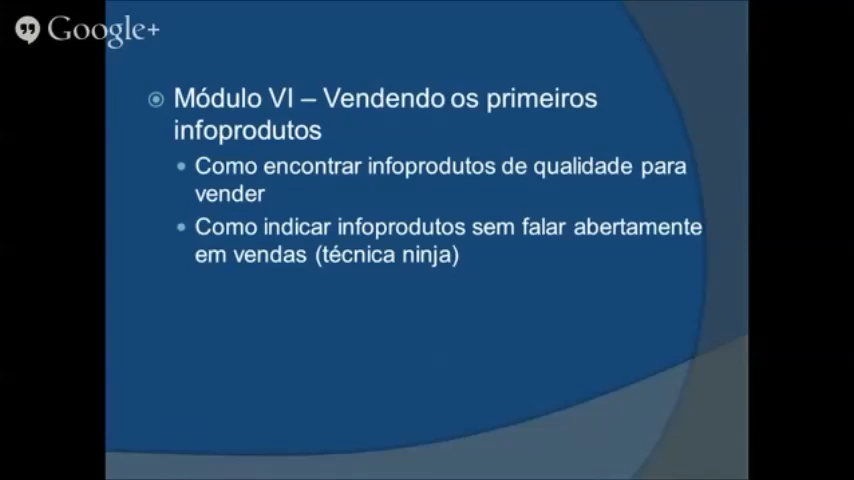 Google+
Módulo VI – Vendendo os primeiros
infoprodutos
Como encontrar infoprodutos de qualidade para
vender
Como indicar infoprodutos sem falar abertamente
em vendas (técnica ninja)